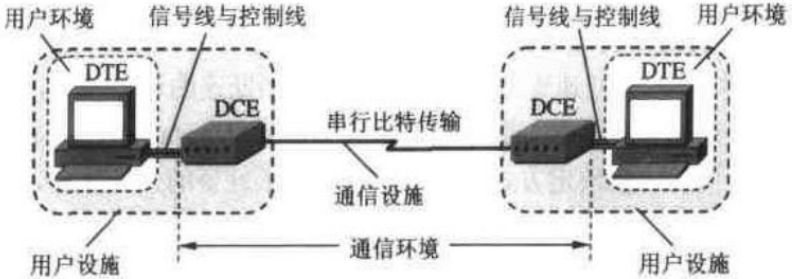 用户环境
信号线与控制线
信号线与控制线
用户环境
DTE
DTE
DCE
串行比特传输
DCE
通信设施
用户设施
通信环境
用户设施